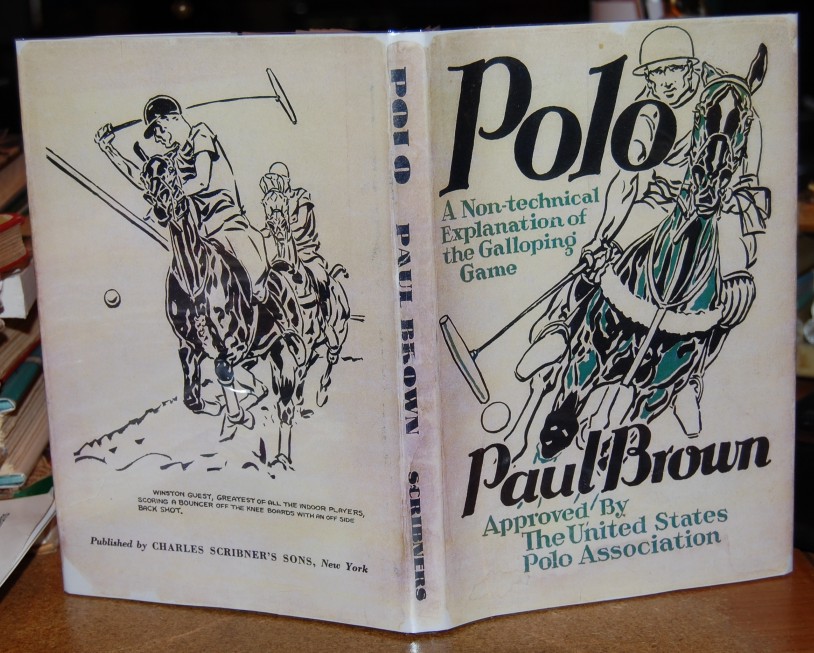 Polo
A Non-technical
Explanation of
the Galloping
Game
Paul Brown
Approved By
The United States
Polo Association
POLO PAUL BROWN SCRIBNERS
WINSTON GUEST, GREATEST OF ALL THE INDOOR PLAYERS,
SCORING A BOUNCER OFF THE KNEE BOARDS WITH AN OFF SIDE
BACK SHOT.
Published by CHARLES SCRIBNER'S SONS, New York